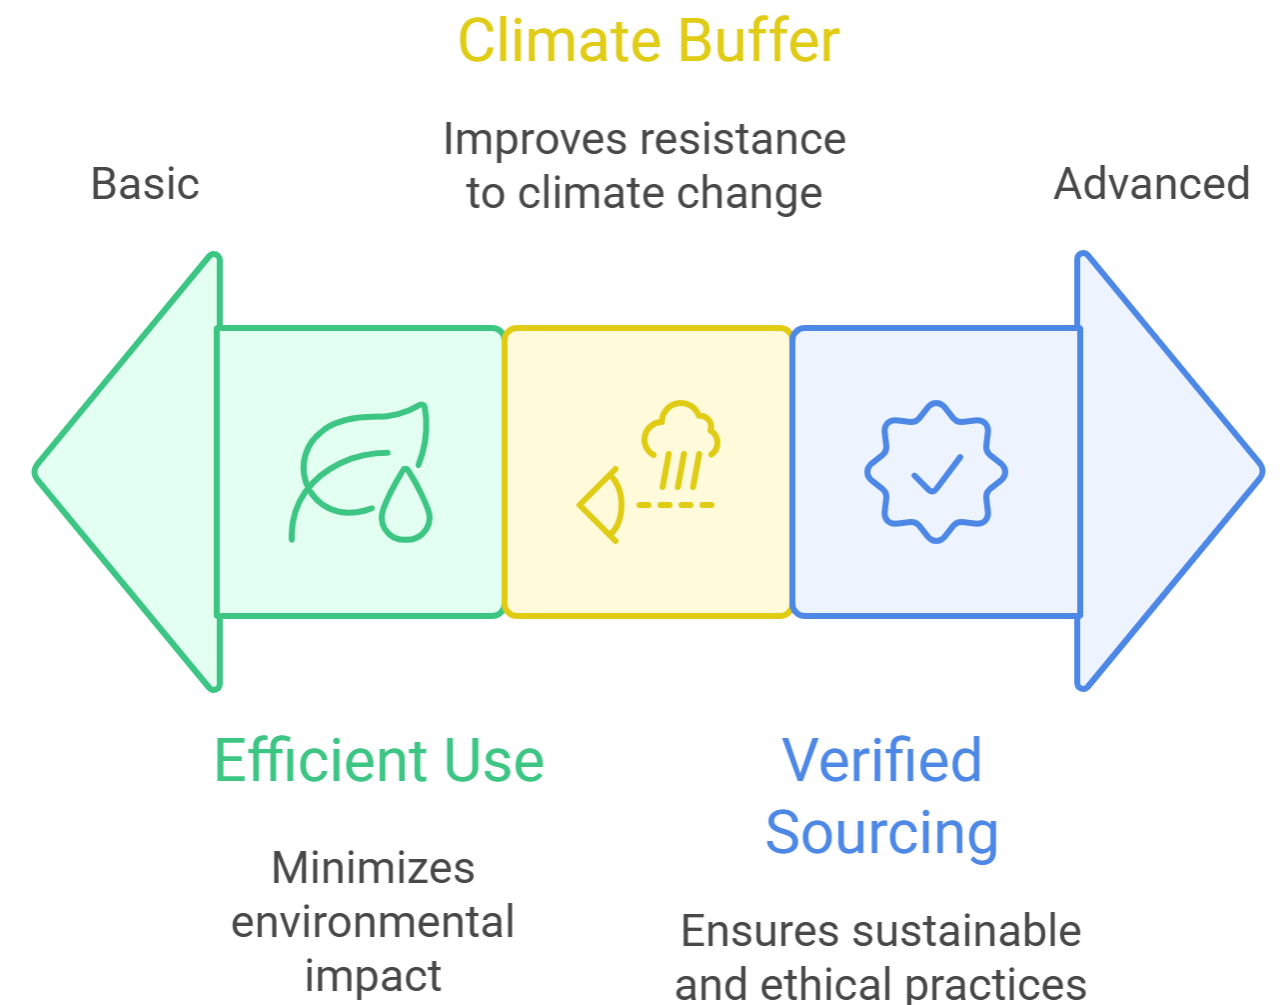 Climate Buffer
Improves resistance
to climate change
Basic
Advanced
Efficient Use
Minimizes
environmental
impact
Verified
Sourcing
Ensures sustainable
and ethical practices